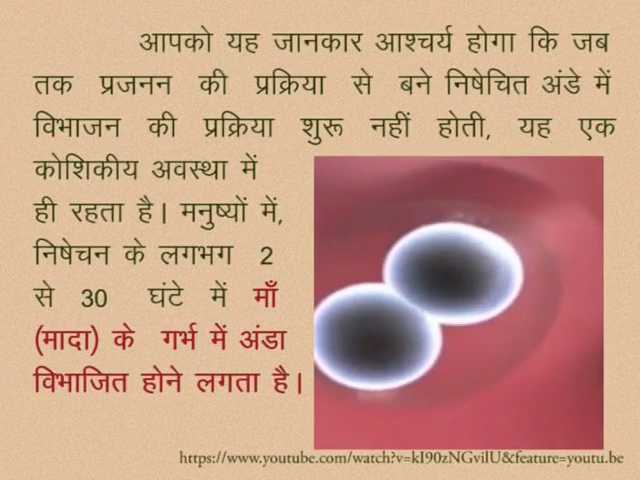 आपको यह जानकार आश्चर्य होगा कि जब
तक प्रजनन की प्रक्रिया से बने निषेचित अंडे में
विभाजन की प्रक्रिया शुरू नहीं होती, यह एक
कोशिकीय अवस्था में
ही रहता है। मनुष्यों में,
निषेचन के लगभग 2
से 30 घंटे में माँ
(मादा) के गर्भ में अंडा
विभाजित होने लगता है।
https://www.youtube.com/watch?v=kI90zNGvilU&feature=youtu.be